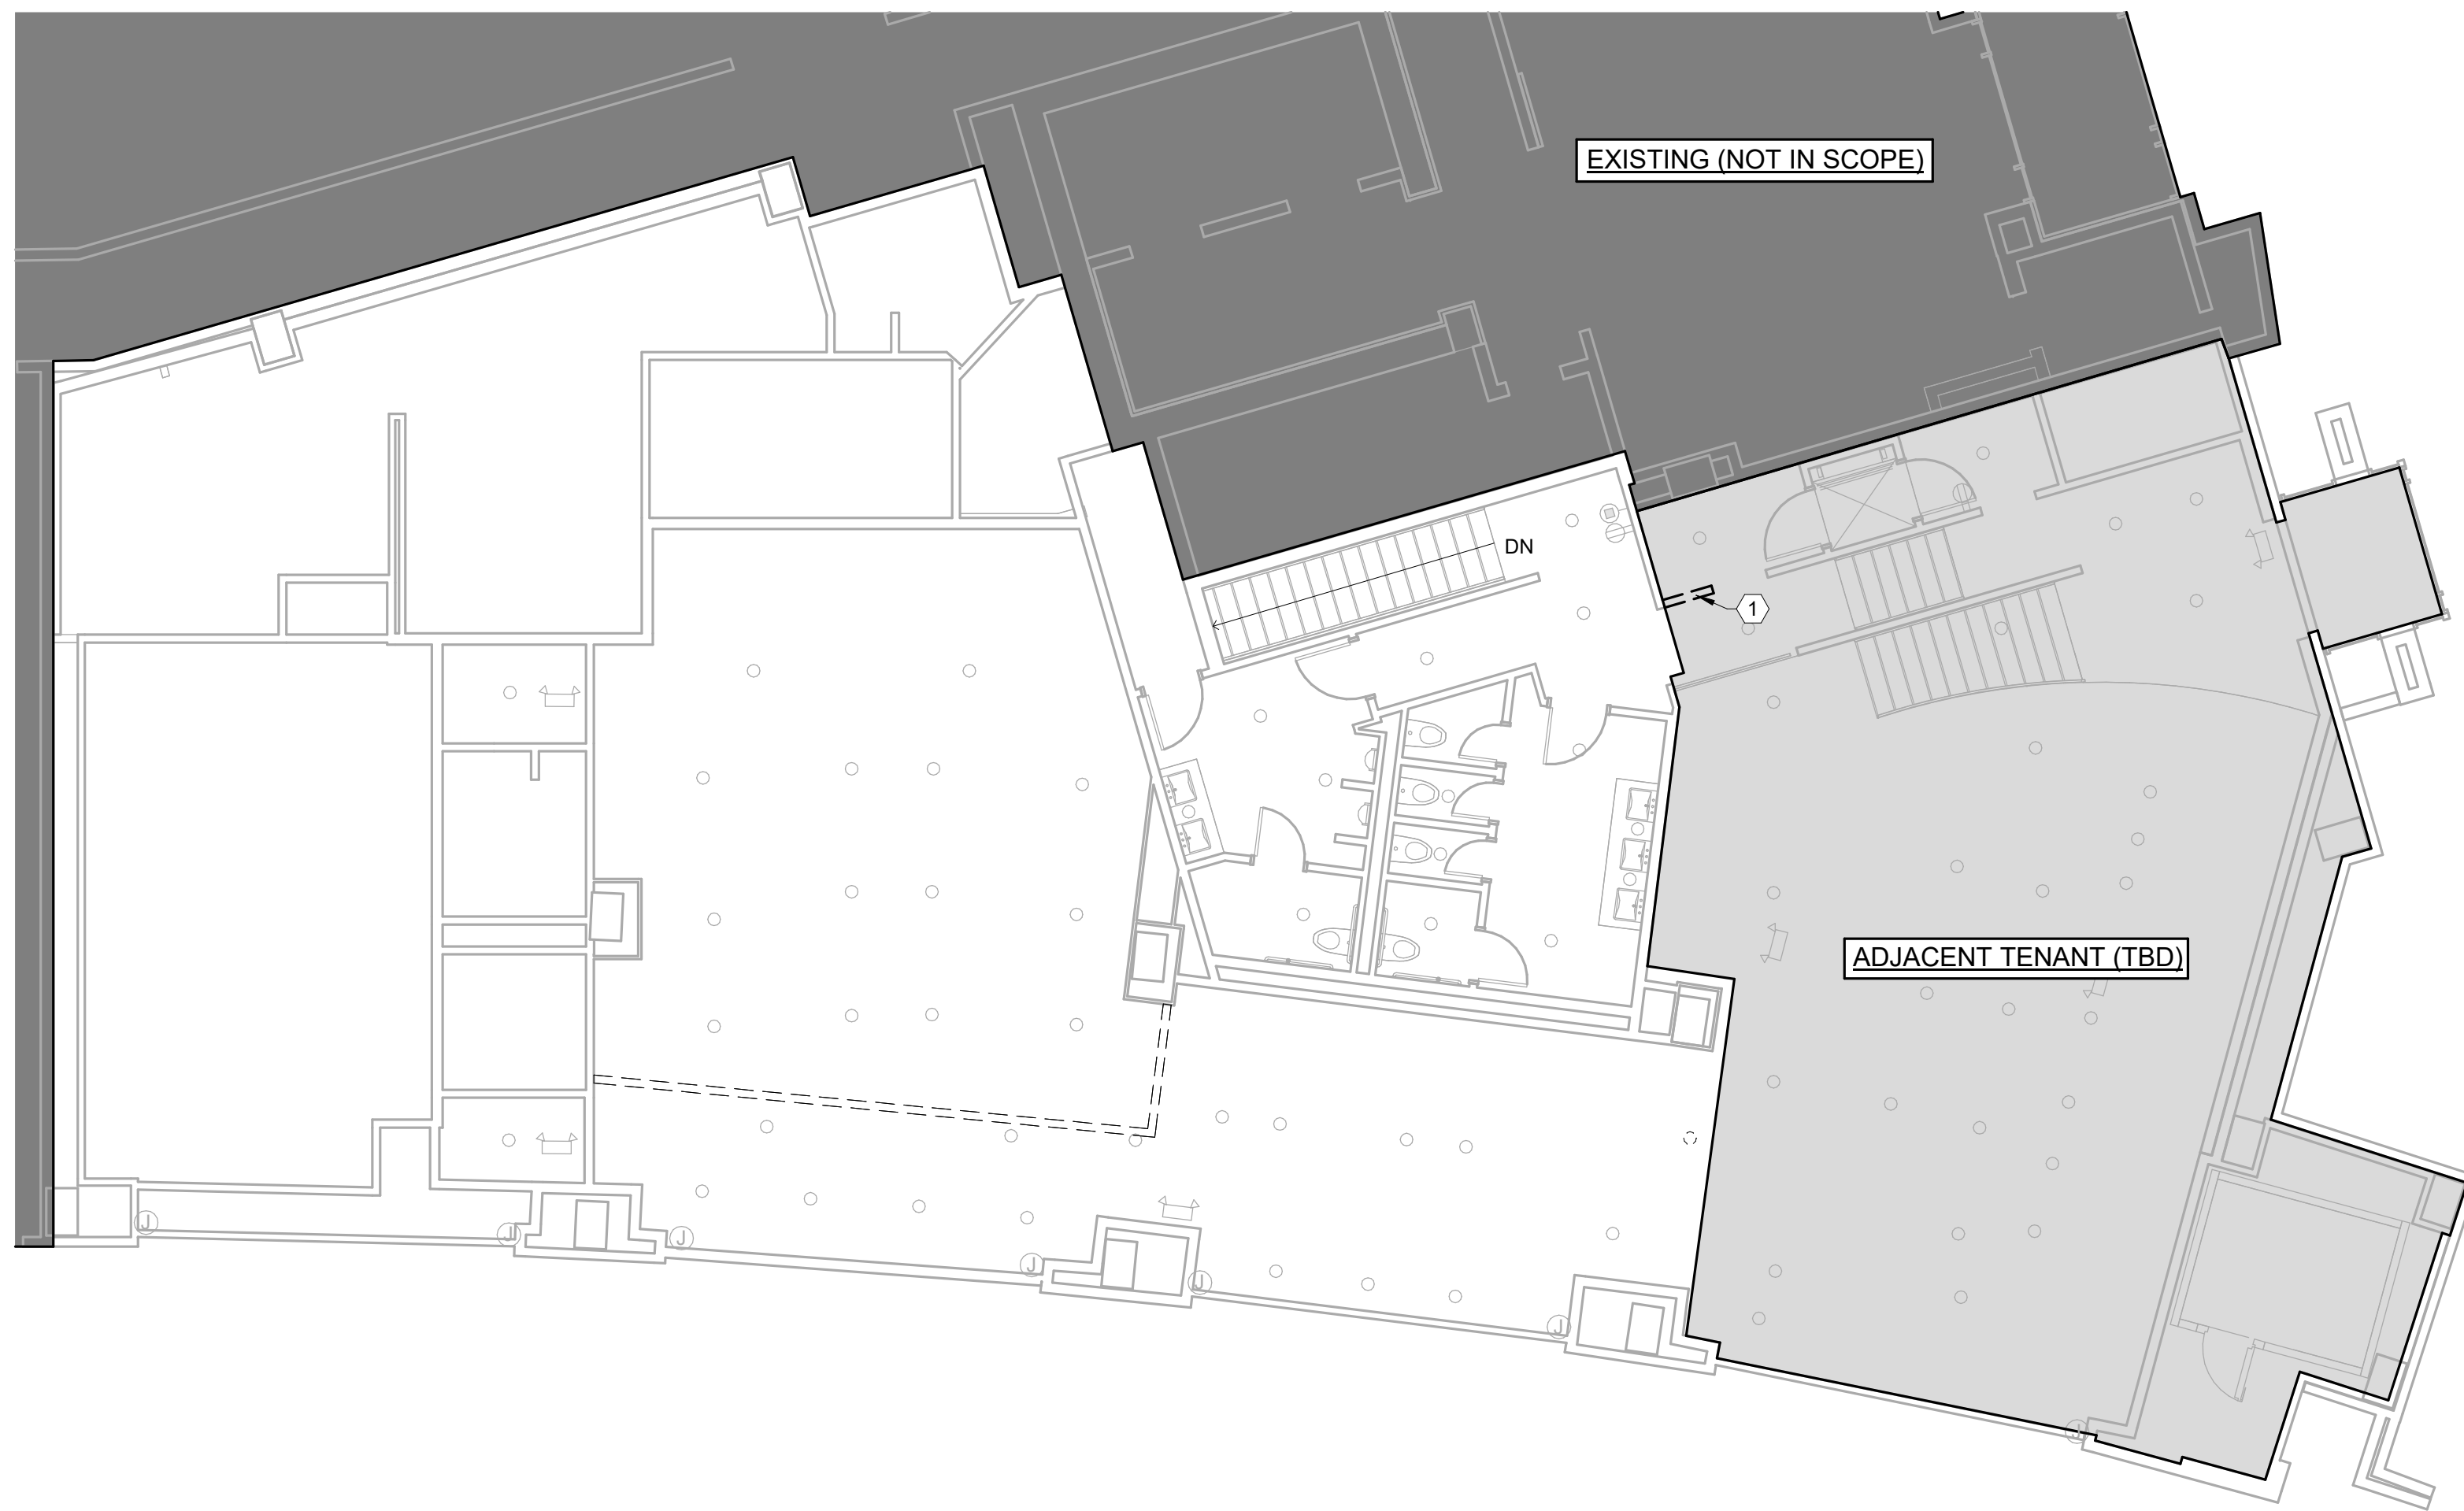 EXISTING (NOT IN SCOPE)
DN
1
ADJACENT TENANT (TBD)
J
J
J
J
J
J
J